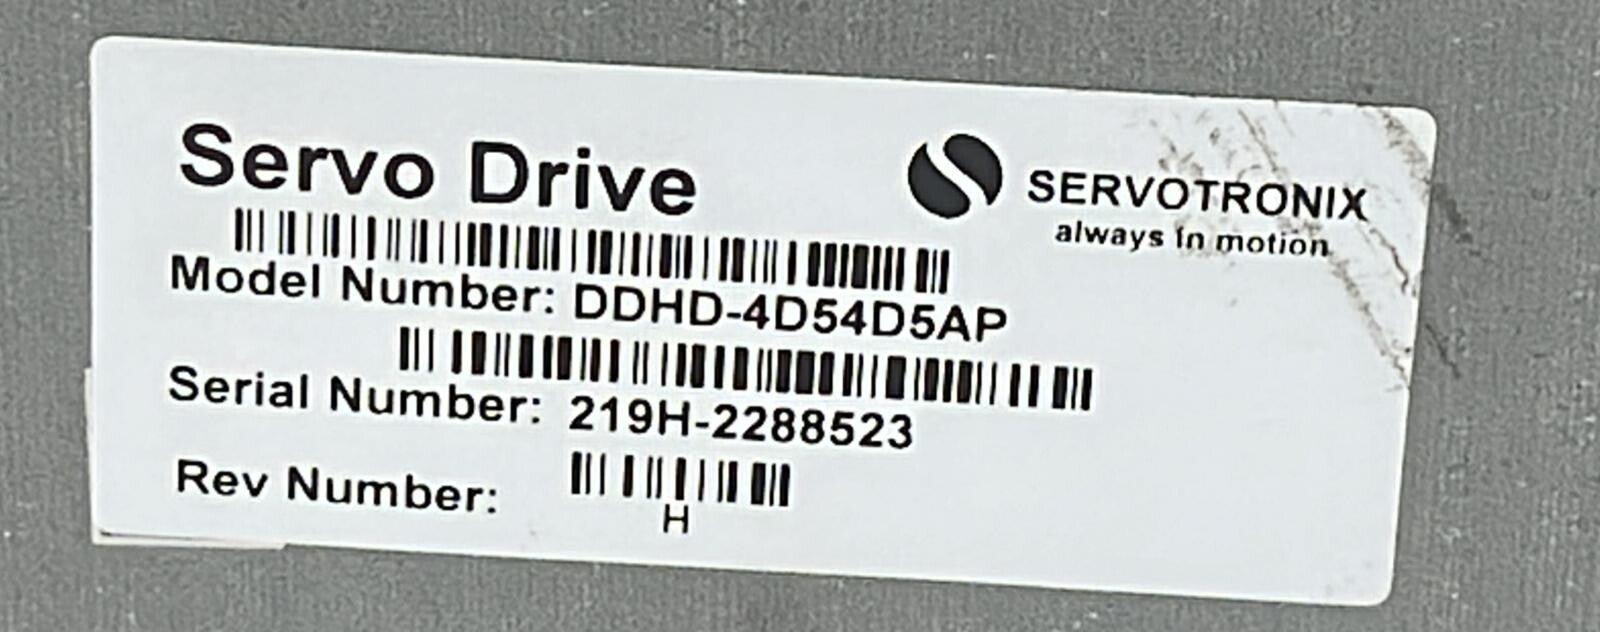 Servo Drive
SERVOTRONIX
always in motion
Model Number: DDHD-4D54D5AP
Serial Number: 219H-2288523
Rev Number:
H